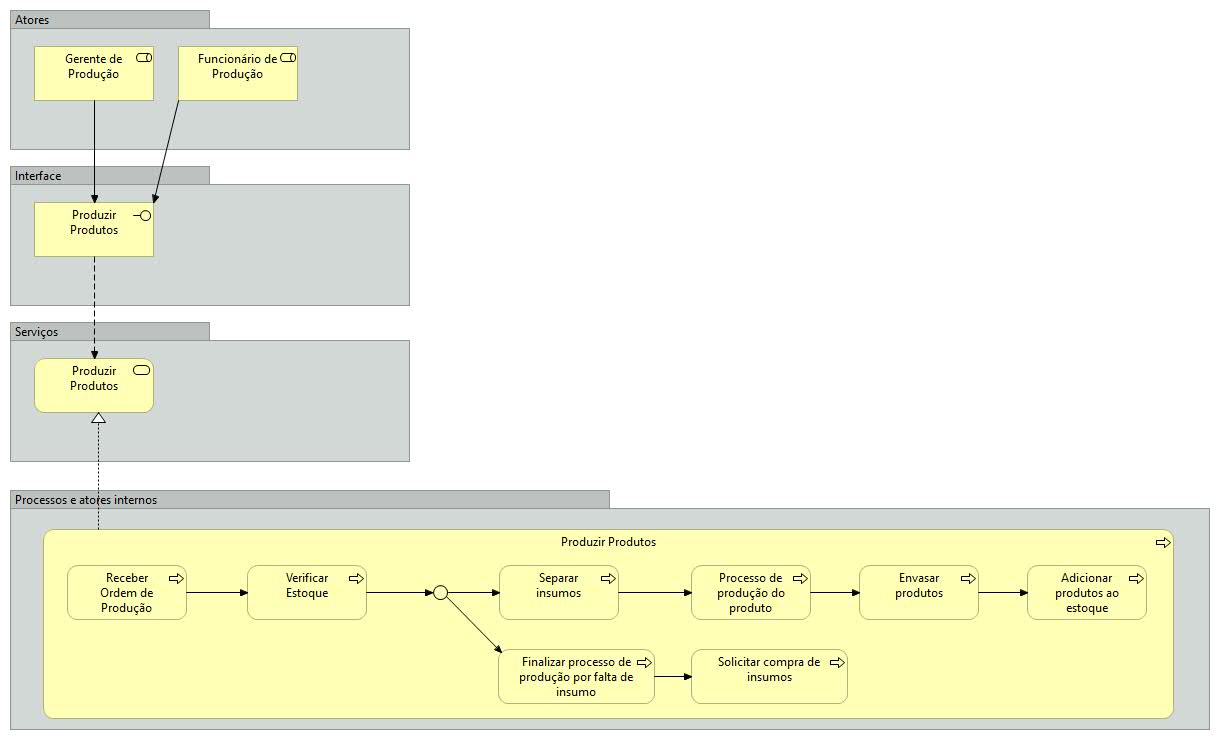 Atores
Gerente de
Produção
Funcionário de
Produção
Interface
Produzir
Produtos
Serviços
Produzir
Produtos
Processos e atores internos
Produzir Produtos
Receber
Ordem de
Produção
Verificar
Estoque
Separar
insumos
Processo de
produção do
produto
Envasar
produtos
Adicionar
produtos ao
estoque
Finalizar processo de
produção por falta de
insumo
Solicitar compra de
insumos